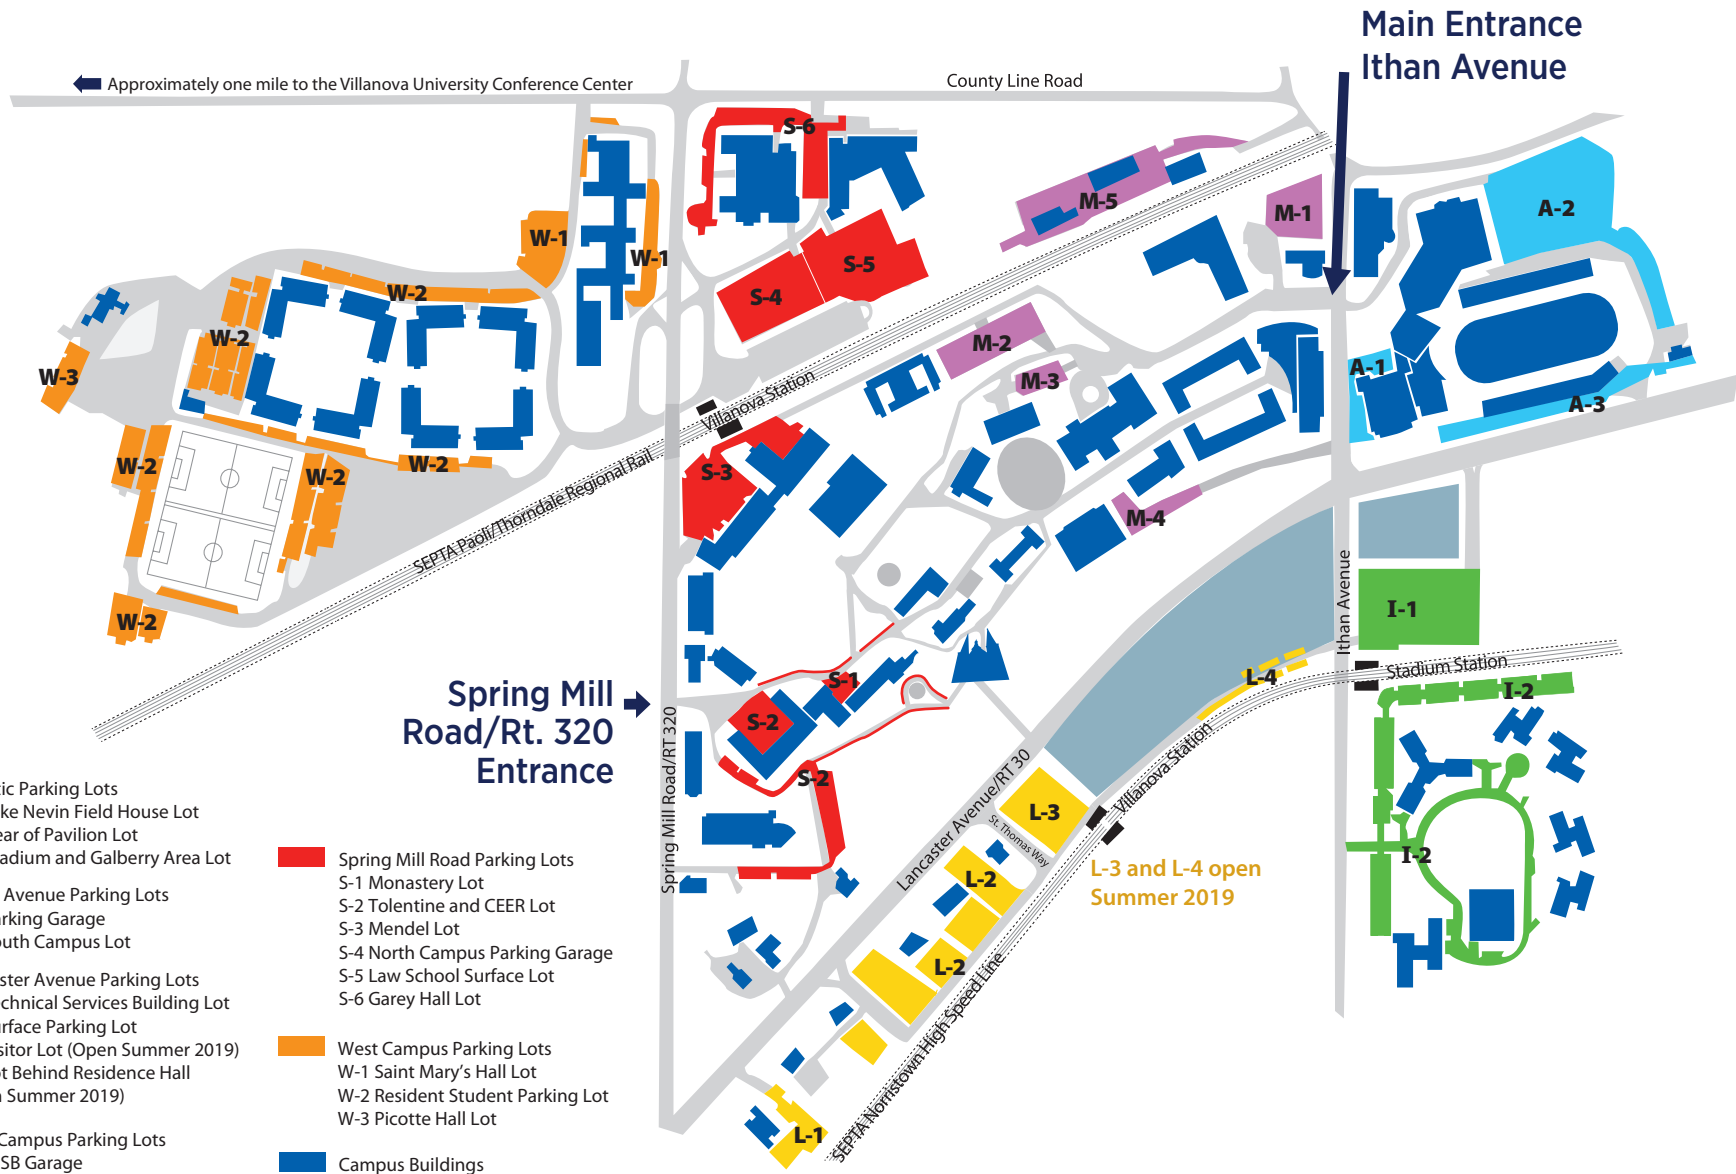 Main Entrance
Ithan Avenue
Approximately one mile to the Villanova University Conference Center
County Line Road
S-6
A-2
M-5
M-1
W-1
W-1
S-5
S-4
W-2
W-2
M-2
M-3
A-1
W-3
A-3
Villanova Station
W-2
W-2
W-2
S-3
M-4
SEPTA Paoli/Thorndale Regional Rail
Ithan Avenue
I-1
W-2
Stadium Station
L-4
I-2
S-1
S-2
Spring Mill
Road/Rt. 320
Entrance
Spring Mill Road/RT 320
S-2
Villanova Station
Lancaster Avenue/RT 30
L-3
St. Thomas Way
L-3 and L-4 open
Summer 2019
I-2
L-2
L-2
SEPTA Norristown High Speed Line
L-1
tic Parking Lots
ke Nevin Field House Lot
ear of Pavilion Lot
tadium and Galberry Area Lot
Avenue Parking Lots
arking Garage
outh Campus Lot
ster Avenue Parking Lots
echnical Services Building Lot
urface Parking Lot
isitor Lot (Open Summer 2019)
ot Behind Residence Hall
n Summer 2019)
Campus Parking Lots
SB Garage
Spring Mill Road Parking Lots
S-1 Monastery Lot
S-2 Tolentine and CEER Lot
S-3 Mendel Lot
S-4 North Campus Parking Garage
S-5 Law School Surface Lot
S-6 Garey Hall Lot
West Campus Parking Lots
W-1 Saint Mary's Hall Lot
W-2 Resident Student Parking Lot
W-3 Picotte Hall Lot
Campus Buildings